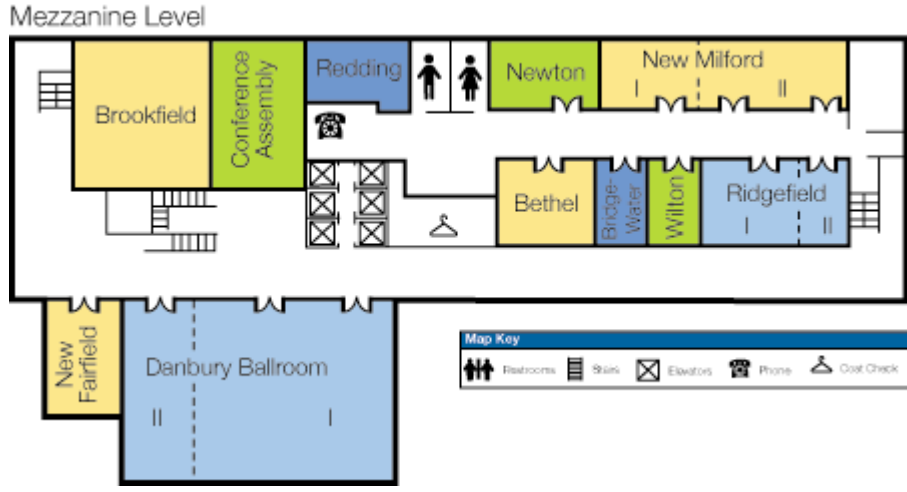 Mezzanine Level
Brookfield
Conference
Assembly
Redding
Newton
New Milford
I
II
Bethel
Bridge-
Water
Wilton
Ridgefield
I
II
New
Fairfield
Danbury Ballroom
II
I
Map Key
Restrooms
Stairs
Elevators
Phone
Coat Check